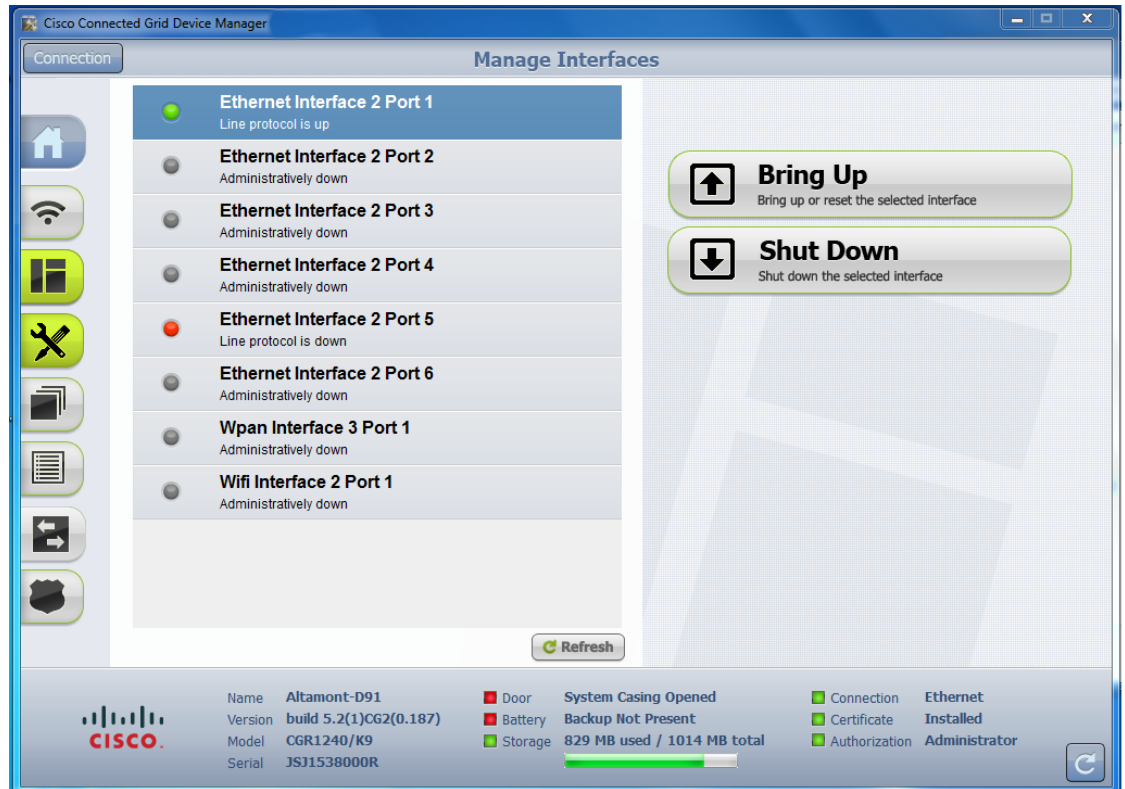 Cisco Connected Grid Device Manager
Connection
Manage Interfaces
Ethernet Interface 2 Port 1
Line protocol is up
Ethernet Interface 2 Port 2
Administratively down
Ethernet Interface 2 Port 3
Administratively down
Ethernet Interface 2 Port 4
Administratively down
Ethernet Interface 2 Port 5
Line protocol is down
Ethernet Interface 2 Port 6
Administratively down
Wpan Interface 3 Port 1
Administratively down
Wifi Interface 2 Port 1
Administratively down
Refresh
Bring Up
Bring up or reset the selected interface
Shut Down
Shut down the selected interface
CISCO.
Name Altamont-D91
Version build 5.2(1)CG2(0.187)
Model CGR1240/K9
Serial JSJ1538000R
Door System Casing Opened
Battery Backup Not Present
Storage 829 MB used / 1014 MB total
Connection Ethernet
Certificate Installed
Authorization Administrator